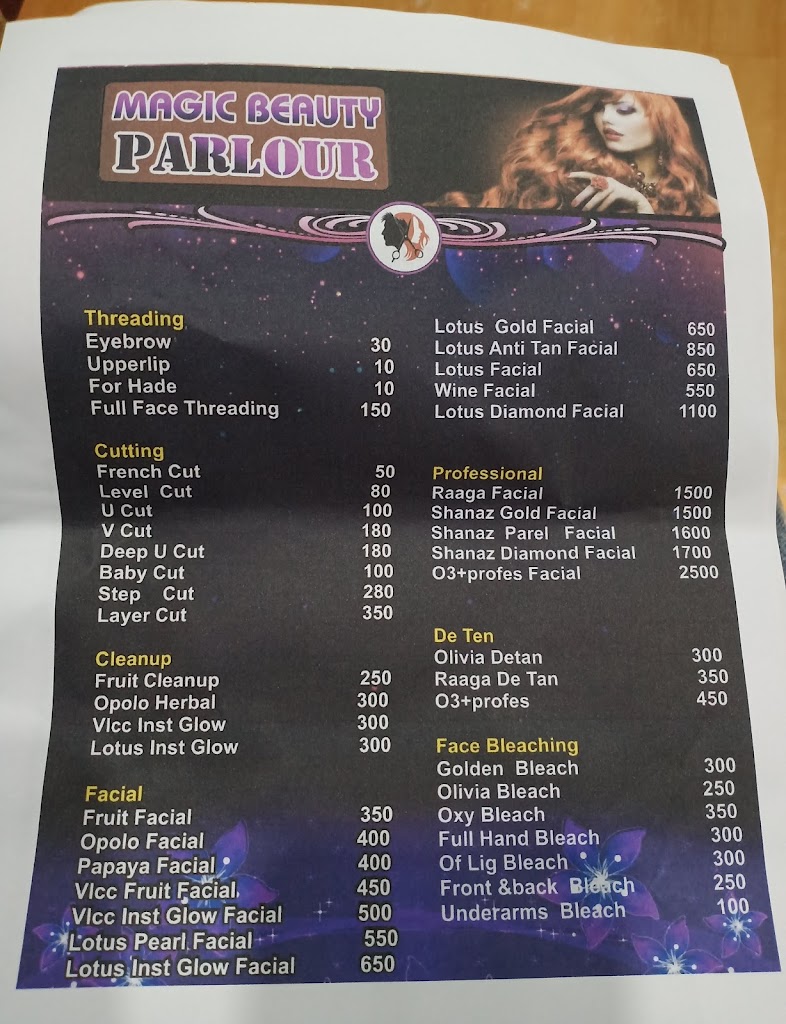 MAGIC BEAUTY
PARLOUR
Threading
Eyebrow 30
Upperlip 10
For Hade 10
Full Face Threading 150
Cutting
French Cut 50
Level Cut 80
U Cut 100
V Cut 180
Deep U Cut 180
Baby Cut 100
Step Cut 280
Layer Cut 350
Cleanup
Fruit Cleanup 250
Opolo Herbal 300
Vlcc Inst Glow 300
Lotus Inst Glow 300
Facial
Fruit Facial 350
Opolo Facial 400
Papaya Facial 400
Vlcc Fruit Facial 450
Vlcc Inst Glow Facial 500
Lotus Pearl Facial 550
Lotus Inst Glow Facial 650
Lotus Gold Facial 650
Lotus Anti Tan Facial 850
Lotus Facial 650
Wine Facial 550
Lotus Diamond Facial 1100
Professional
Raaga Facial 1500
Shanaz Gold Facial 1500
Shanaz Parel Facial 1600
Shanaz Diamond Facial 1700
O3+profes Facial 2500
De Ten
Olivia Detan 300
Raaga De Tan 350
O3+profes 450
Face Bleaching
Golden Bleach 300
Olivia Bleach 250
Oxy Bleach 350
Full Hand Bleach 300
Of Lig Bleach 300
Front &back Bleach 250
Underarms Bleach 100